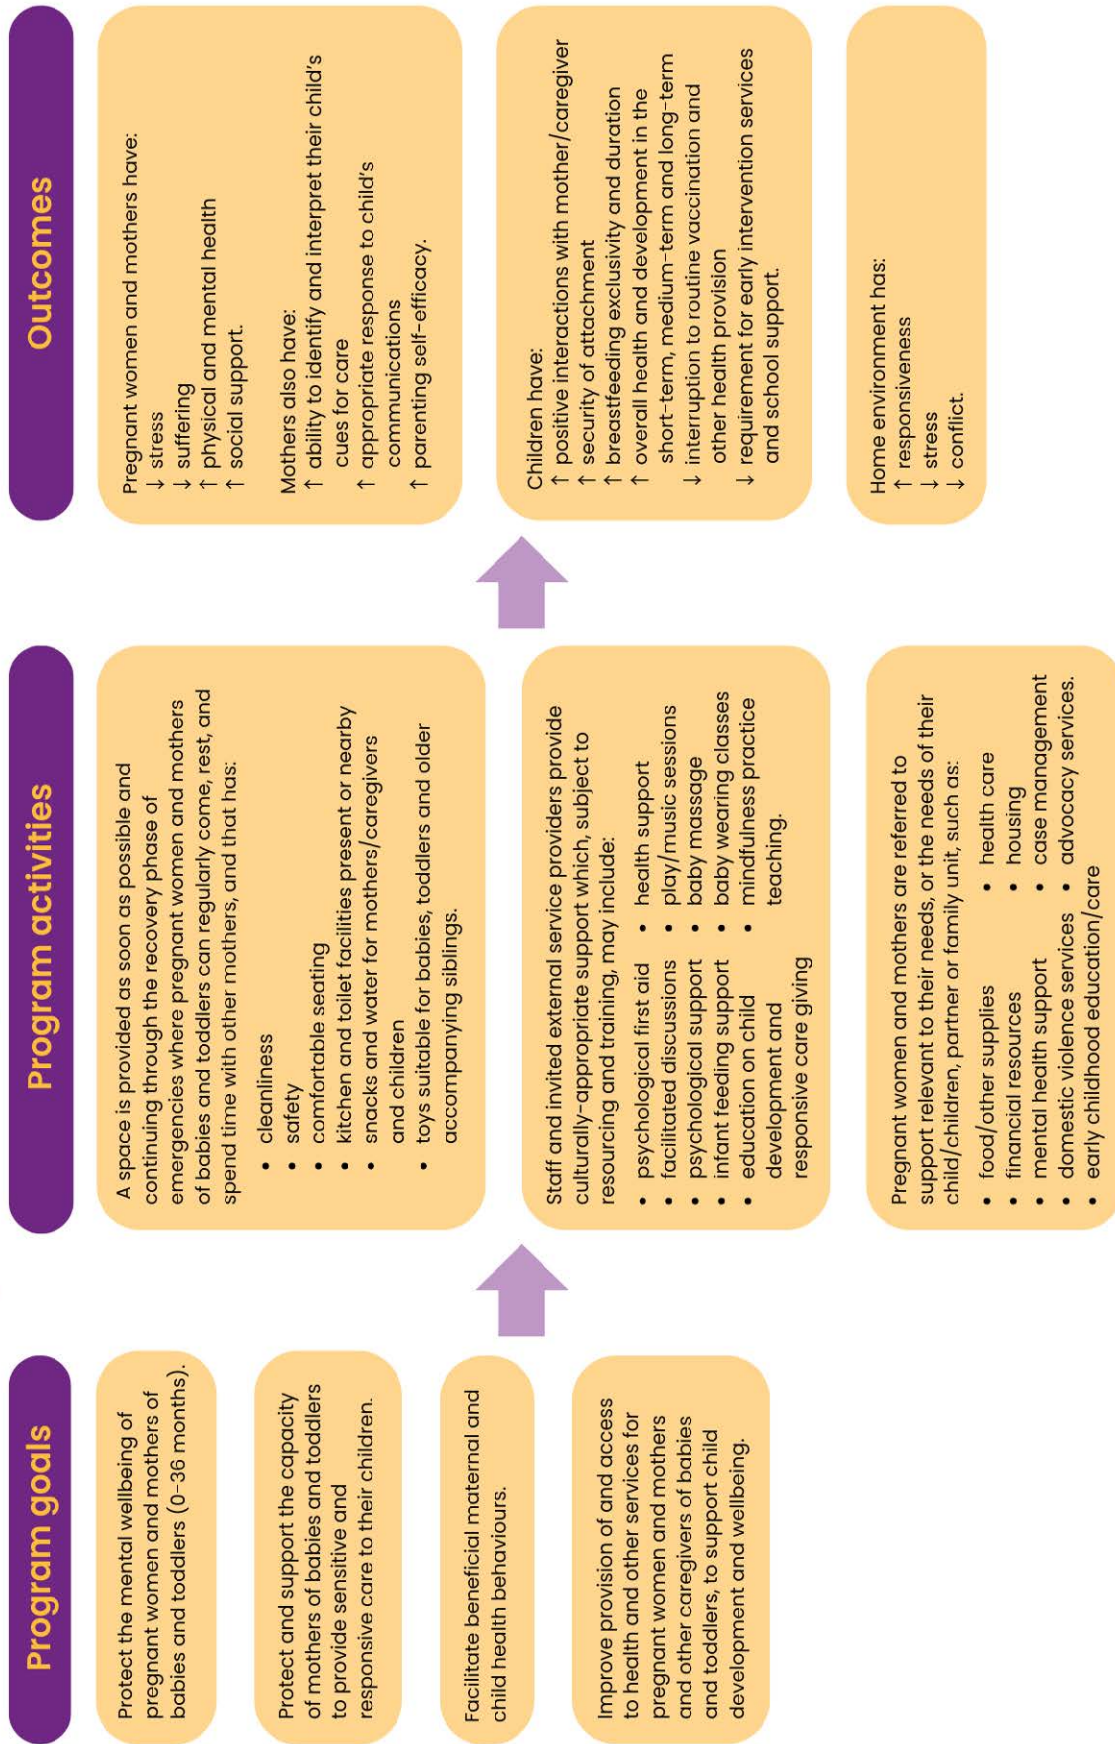 Program goals
Protect the mental wellbeing of
pregnant women and mothers of
babies and toddlers (0-36 months).
Protect and support the capacity
of mothers of babies and toddlers
to provide sensitive and
responsive care to their children.
Facilitate beneficial maternal and
child health behaviours.
Improve provision of and access
to health and other services for
pregnant women and mothers
and other caregivers of babies
and toddlers, to support child
development and wellbeing.
Program activities
A space is provided as soon as possible and
continuing through the recovery phase of
emergencies where pregnant women and mothers
of babies and toddlers can regularly come, rest, and
spend time with other mothers, and that has:
• cleanliness
• safety
• comfortable seating
• kitchen and toilet facilities present or nearby
• snacks and water for mothers/caregivers
and children
• toys suitable for babies, toddlers and older
accompanying siblings.
Staff and invited external service providers provide
culturally-appropriate support which, subject to
resourcing and training, may include:
• psychological first aid
• facilitated discussions
• psychological support
• infant feeding support
• education on child
development and
responsive care giving
• health support
• play/music sessions
• baby massage
• baby wearing classes
• mindfulness practice
teaching.
Pregnant women and mothers are referred to
support relevant to their needs, or the needs of their
child/children, partner or family unit, such as:
• food/other supplies
• financial resources
• mental health support
• domestic violence services
• early childhood education/care
• health care
• housing
• case management
• advocacy services.
Outcomes
Pregnant women and mothers have:
↓ stress
↓ suffering
↑ physical and mental health
↑ social support.
Mothers also have:
↑ ability to identify and interpret their child's
cues for care
↑ appropriate response to child's
communications
↑ parenting self-efficacy.
Children have:
↑ positive interactions with mother/caregiver
↑ security of attachment
↑ breastfeeding exclusivity and duration
↑ overall health and development in the
short-term, medium-term and long-term
↓ interruption to routine vaccination and
other health provision
↓ requirement for early intervention services
and school support.
Home environment has:
↑ responsiveness
↓ stress
↓ conflict.